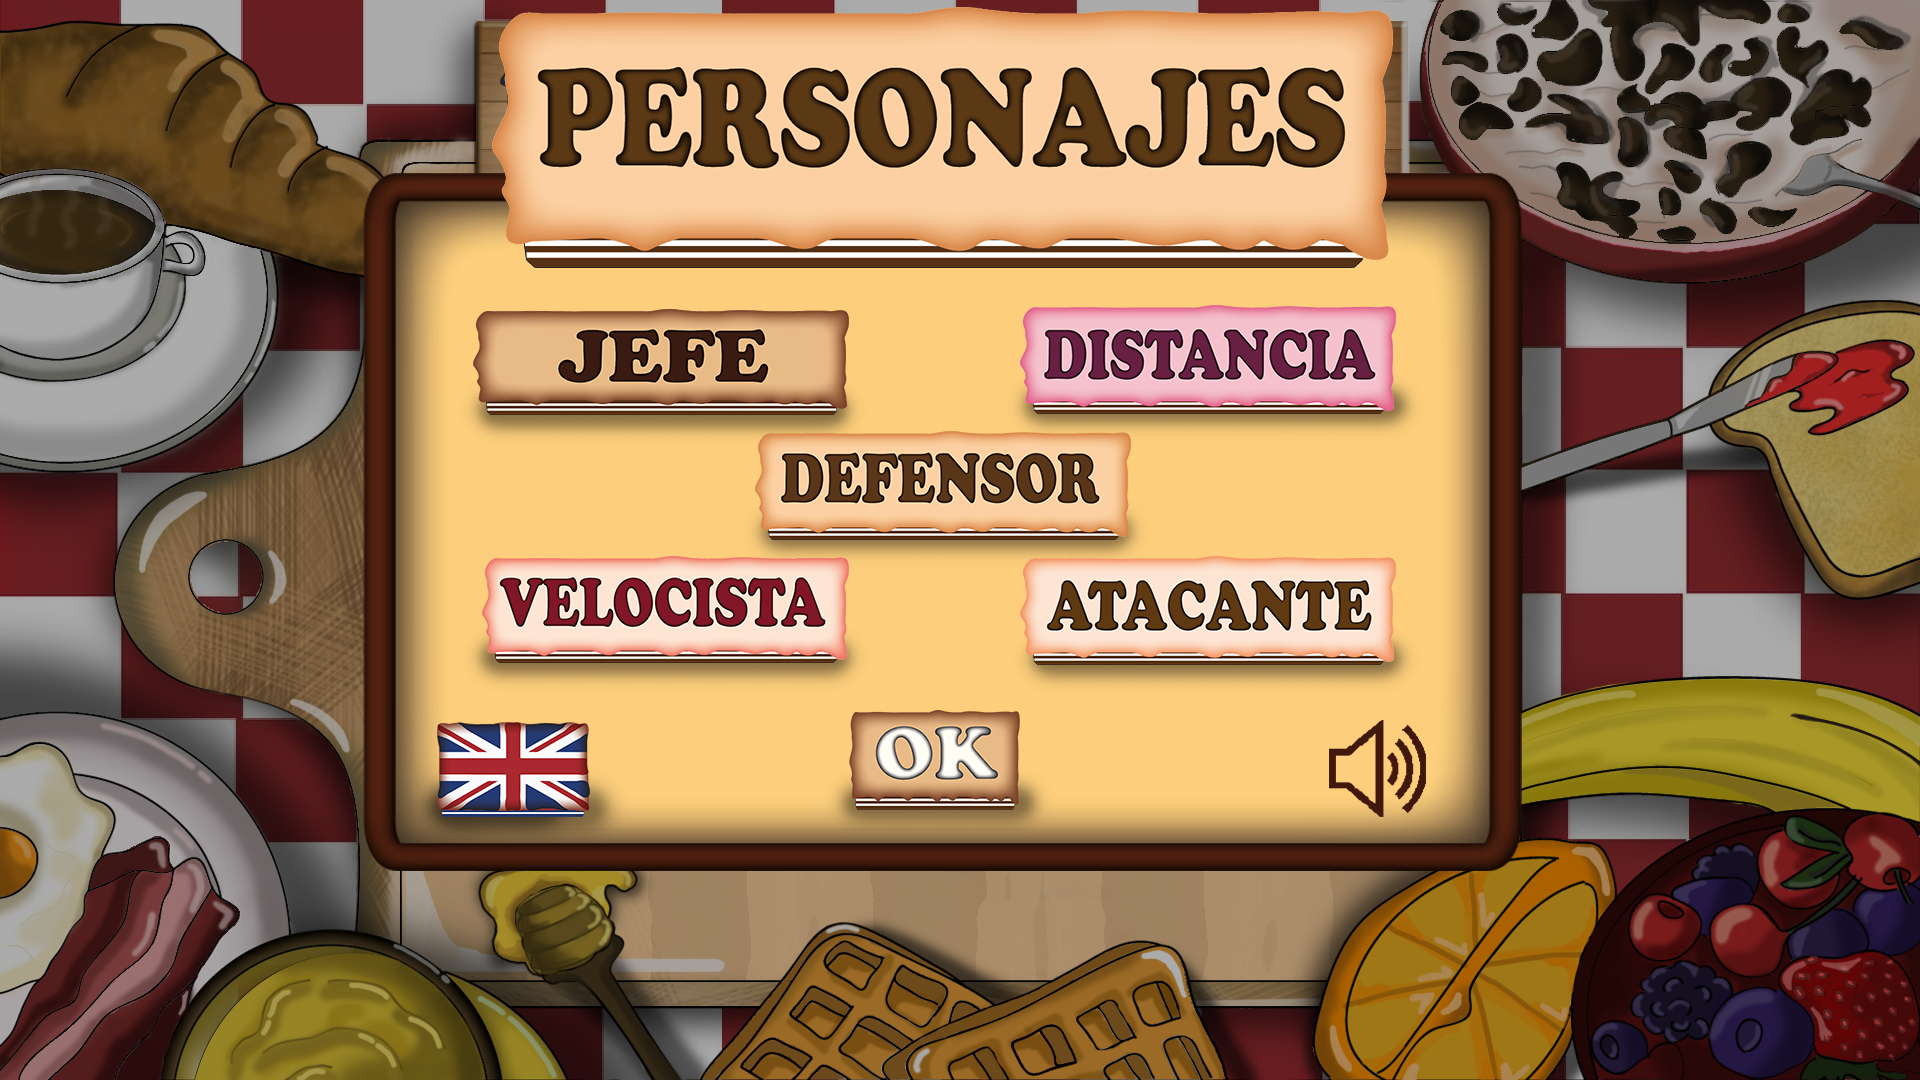 PERSONAJES
JEFE
DISTANCIA
DEFENSOR
VELOCISTA
ATACANTE
OK